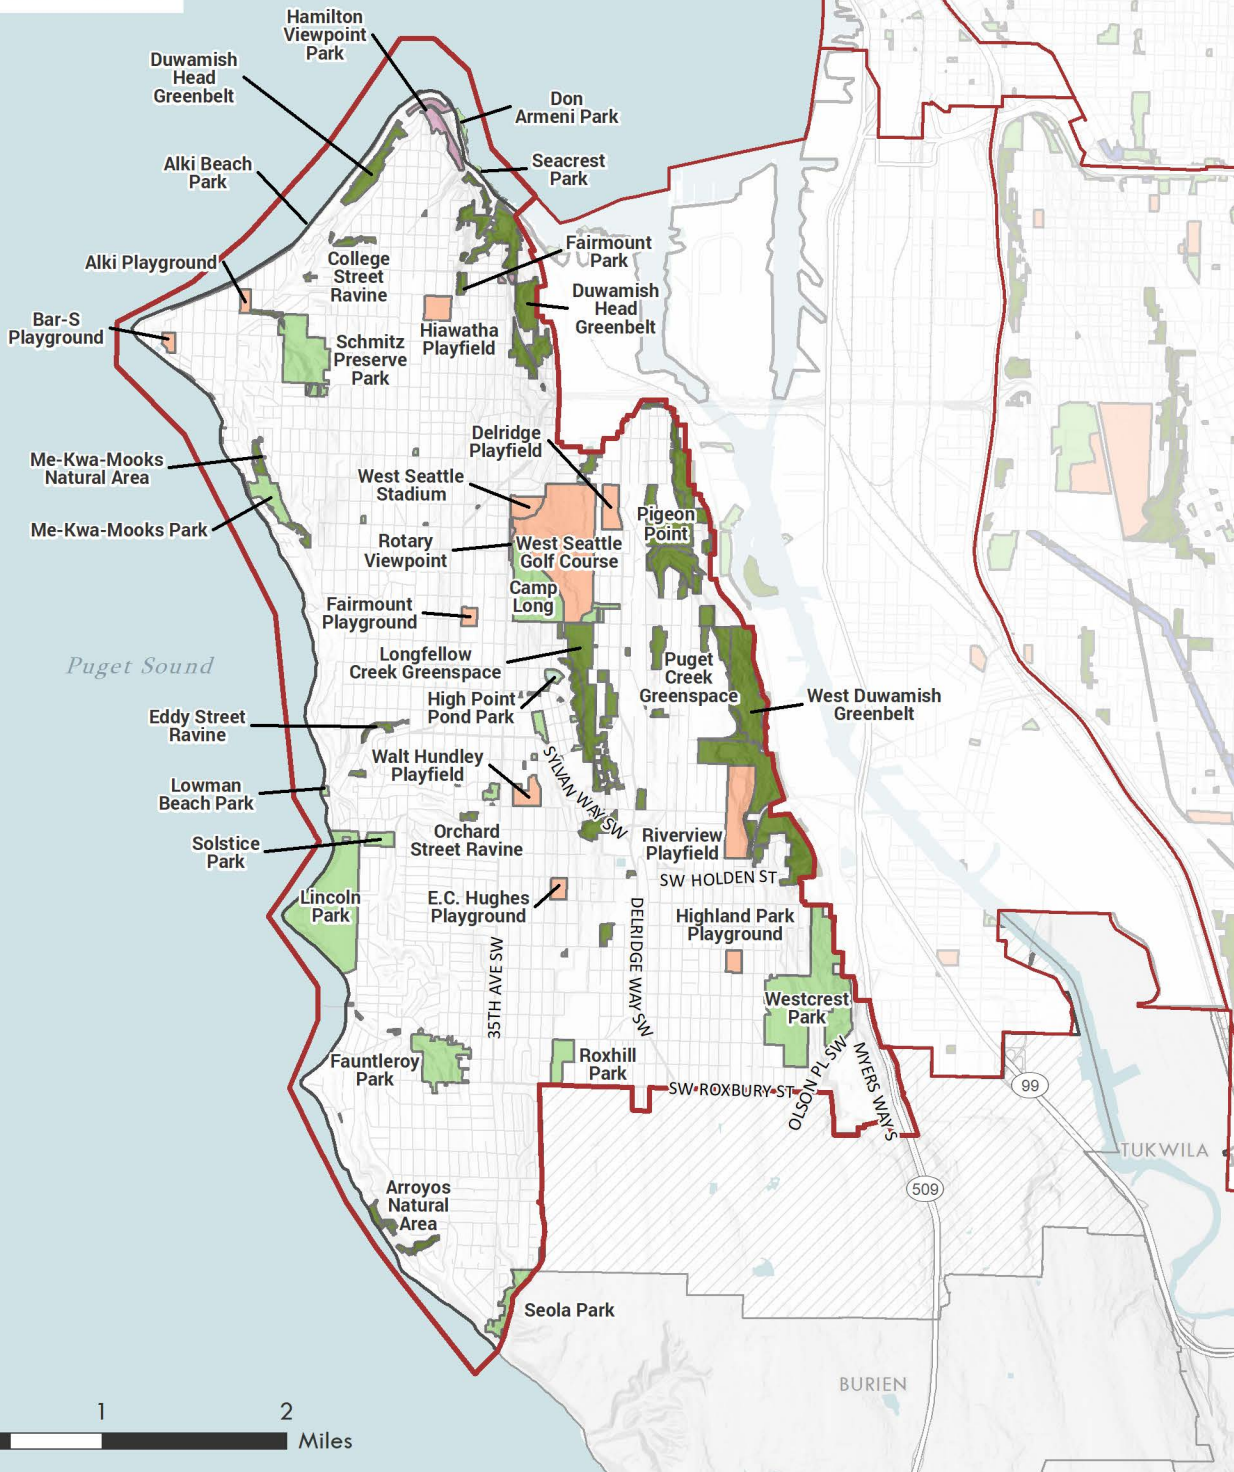 Hamilton
Viewpoint
Park
Duwamish
Head
Greenbelt
Don
Armeni Park
Alki Beach
Park
Seacrest
Park
Alki Playground
College
Street
Ravine
Fairmount
Park
Duwamish
Head
Greenbelt
Bar-S
Playground
Schmitz
Preserve
Park
Hiawatha
Playfield
Delridge
Playfield
Me-Kwa-Mooks
Natural Area
West Seattle
Stadium
Me-Kwa-Mooks Park
Pigeon
Point
Rotary
Viewpoint
West Seattle
Golf Course
Camp
Long
Fairmount
Playground
Puget Sound
Longfellow
Creek Greenspace
Puget
Creek
Greenspace
High Point
Pond Park
West Duwamish
Greenbelt
Eddy Street
Ravine
Walt Hundley
Playfield
SYLVAN WAY SW
Lowman
Beach Park
Solstice
Park
Orchard
Street Ravine
Riverview
Playfield
SW HOLDEN ST
Lincoln
Park
E.C. Hughes
Playground
Highland Park
Playground
35TH AVE SW
DELRIDGE WAY SW
Westcrest
Park
Fauntleroy
Park
Roxhill
Park
OLSON PL SW
MYERS WAY S
SW ROXBURY ST
99
TUKWILA
509
Arroyos
Natural
Area
Seola Park
BURIEN
1 2
Miles